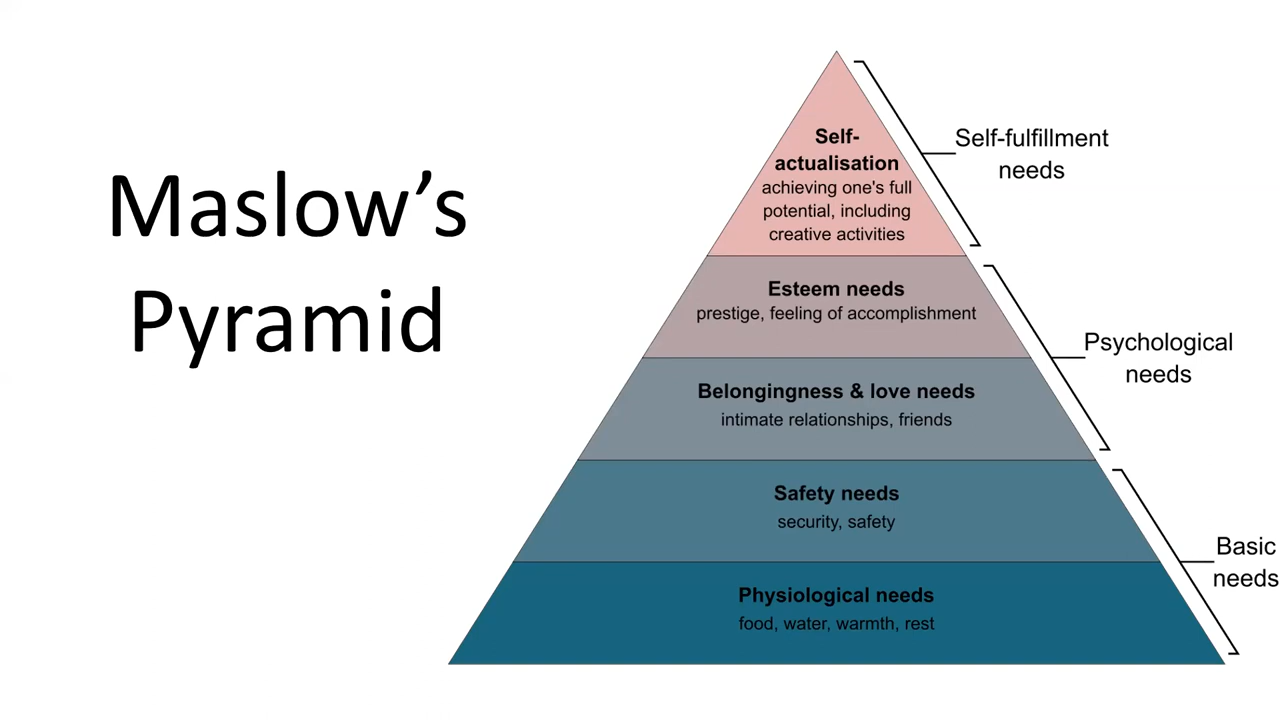 Maslow’s
Pyramid
Self-
actualisation
achieving one's full
potential, including
creative activities
Self-fulfillment
needs
Esteem needs
prestige, feeling of accomplishment
Belongingness & love needs
intimate relationships, friends
Psychological
needs
Safety needs
security, safety
Physiological needs
food, water, warmth, rest
Basic
needs